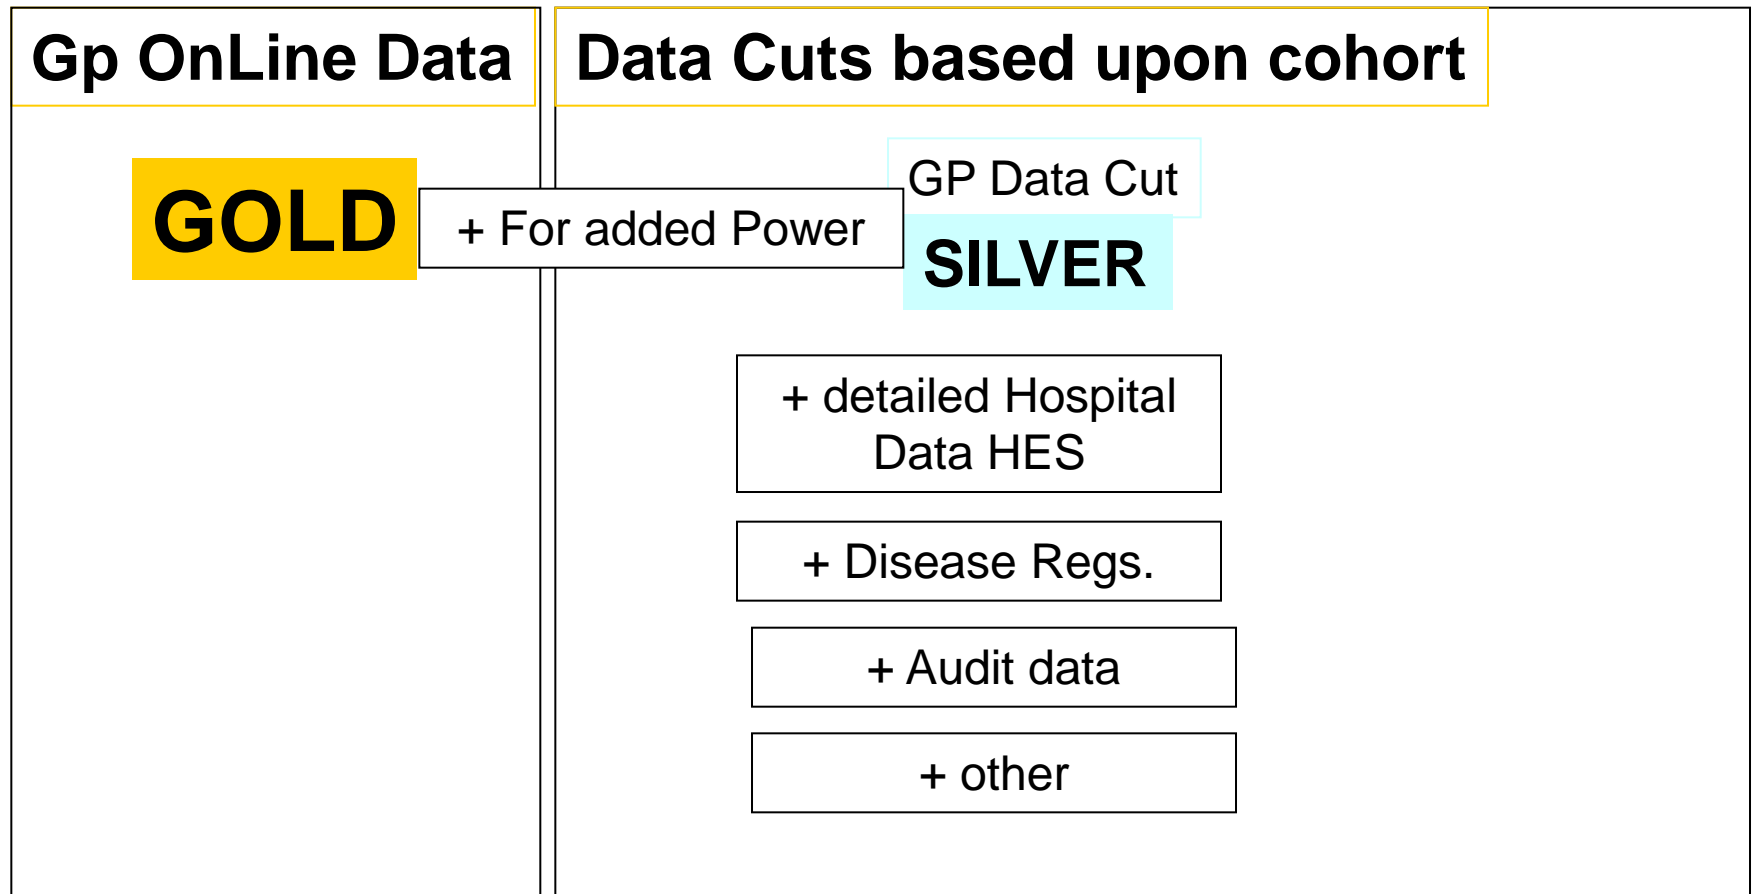 Gp OnLine Data
Data Cuts based upon cohort
GOLD
+ For added Power
GP Data Cut
SILVER
+ detailed Hospital
Data HES
+ Disease Regs.
+ Audit data
+ other